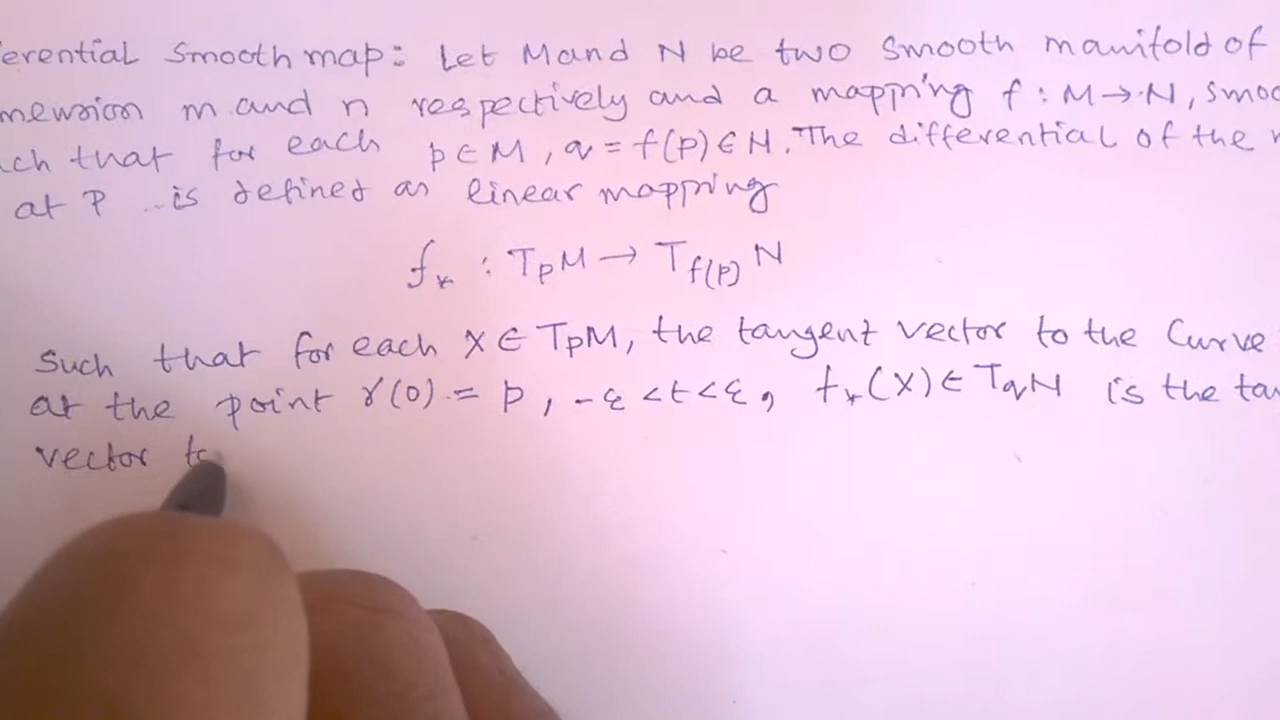 erential Smooth map: Let M and N be two smooth manifold of
mension m and n respectively and a mapping f : M → N, smoo
ch that for each p ∈ M, q = f(p) ∈ N. The differential of the
at P is defined as linear mapping
f* : TpM → Tf(p) N
Such that for each X ∈ TpM, the tangent vector to the Curve
at the point γ(0) = p, -ε < t < ε, f*(X) ∈ TqN is the tan
vector to